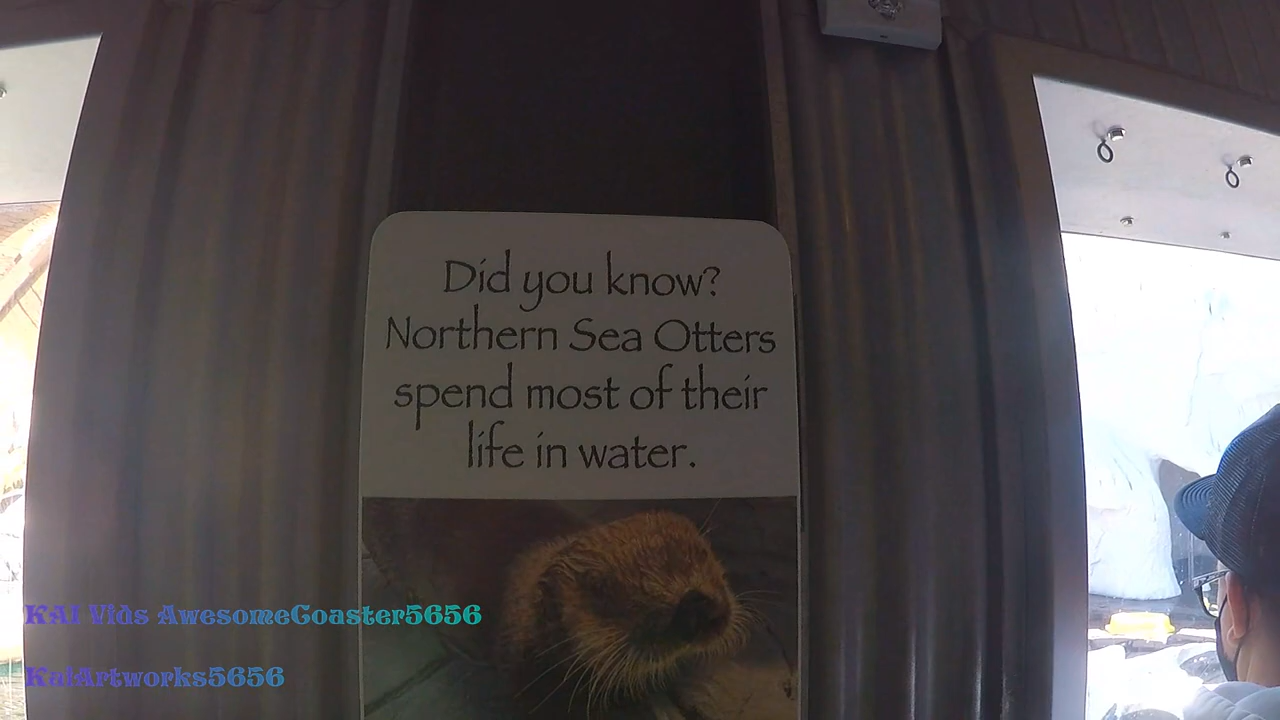 Did you know?
Northern Sea Otters
spend most of their
life in water.
KAI Vids AwesomeCoaster5656
KaiArtworks5656